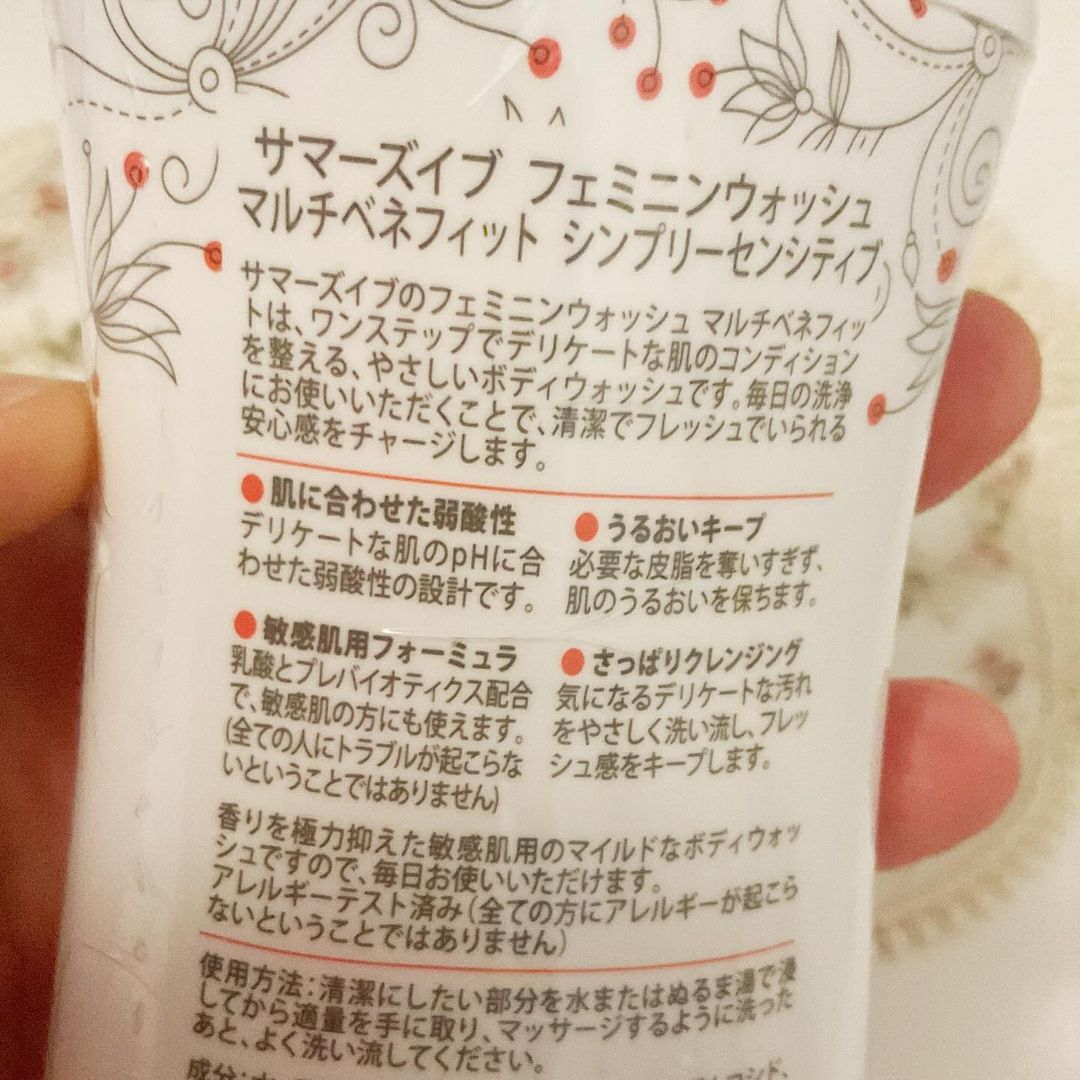 サマーズイブ フェミニンウォッシュ
マルチベネフィット シンプリーセンシティブ
サマーズイブのフェミニンウォッシュ マルチベネフィッ
トは、ワンステップでデリケートな肌のコンディション
を整える、やさしいボディウォッシュです。毎日の洗浄
にお使いいただくことで、清潔でフレッシュでいられる
安心感をチャージします。
●肌に合わせた弱酸性
デリケートな肌のpHに合
わせた弱酸性の設計です。
●うるおいキープ
必要な皮脂を奪いすぎず、
肌のうるおいを保ちます。
●敏感肌用フォーミュラ
乳酸とプレバイオティクス配合
で、敏感肌の方にも使えます。
(全ての人にトラブルが起こらな
いということではありません)
●さっぱりクレンジング
気になるデリケートな汚れ
をやさしく洗い流し、フレッ
シュ感をキープします。
香りを極力抑えた敏感肌用のマイルドなボディウォッ
シュですので、毎日お使いいただけます。
アレルギーテスト済み(全ての方にアレルギーが起こら
ないということではありません)
使用方法:清潔にしたい部分を水またはぬるま湯で浸
してから適量を手に取り、マッサージするように洗った
あと、よく洗い流してください。
成分: